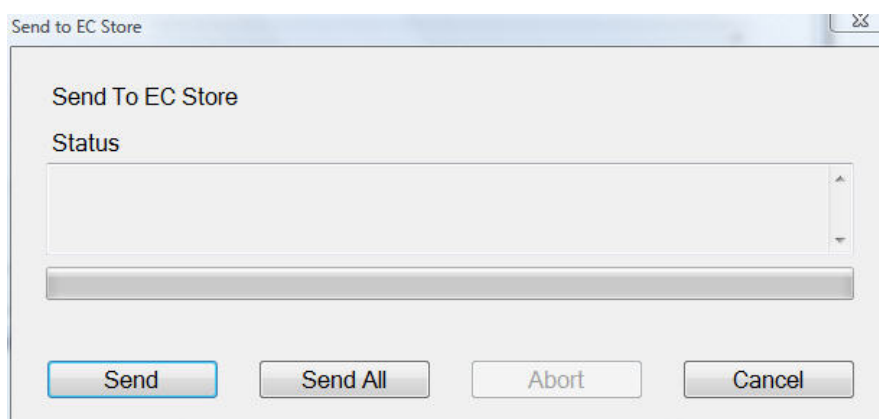 Send to EC Store
Send To EC Store
Status
Send Send All Abort Cancel